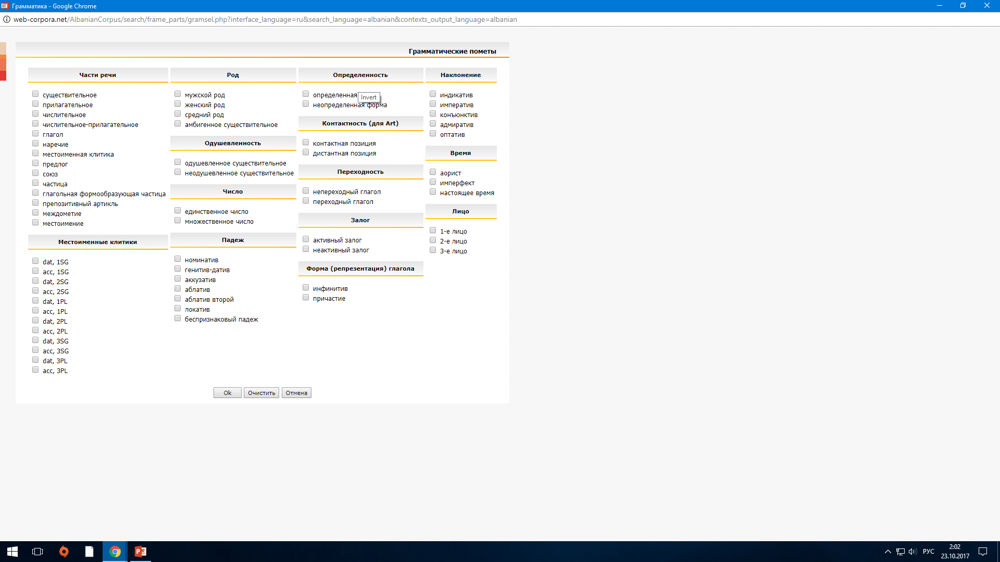 Грамматика - Google Chrome
web-corpora.net/AlbanianCorpus/search/frame_parts/gramsel.php?interface_language=ru&search_language=albanian&contexts_output_language=albanian
Грамматические пометы
Части речи
существительное
прилагательное
числительное
числительное-прилагательное
глагол
наречие
местоименная клитика
предлог
союз
частица
глагольная формообразующая частица
препозитивный артикль
междометие
местоимение
Местоименные клитики
dat, 1SG
acc, 1SG
dat, 2SG
acc, 2SG
dat, 1PL
acc, 1PL
dat, 2PL
acc, 2PL
dat, 3SG
acc, 3SG
dat, 3PL
acc, 3PL
Род
мужской род
женский род
средний род
амбигенное существительное
Одушевленность
одушевленное существительное
неодушевленное существительное
Число
единственное число
множественное число
Падеж
номинатив
генитив-датив
аккузатив
аблатив
аблатив второй
локатив
беспризнаковый падеж
Определенность
определенная
Invert
неопределенная форма
Контактность (для Art)
контактная позиция
дистантная позиция
Переходность
непереходный глагол
переходный глагол
Залог
активный залог
неактивный залог
Форма (репрезентация) глагола
инфинитив
причастие
Наклонение
индикатив
императив
конъюнктив
адмиратив
оптатив
Время
аорист
имперфект
настоящее время
Лицо
1-е лицо
2-е лицо
3-е лицо
Ok Очистить Отмена
РУС
2:02
23.10.2017